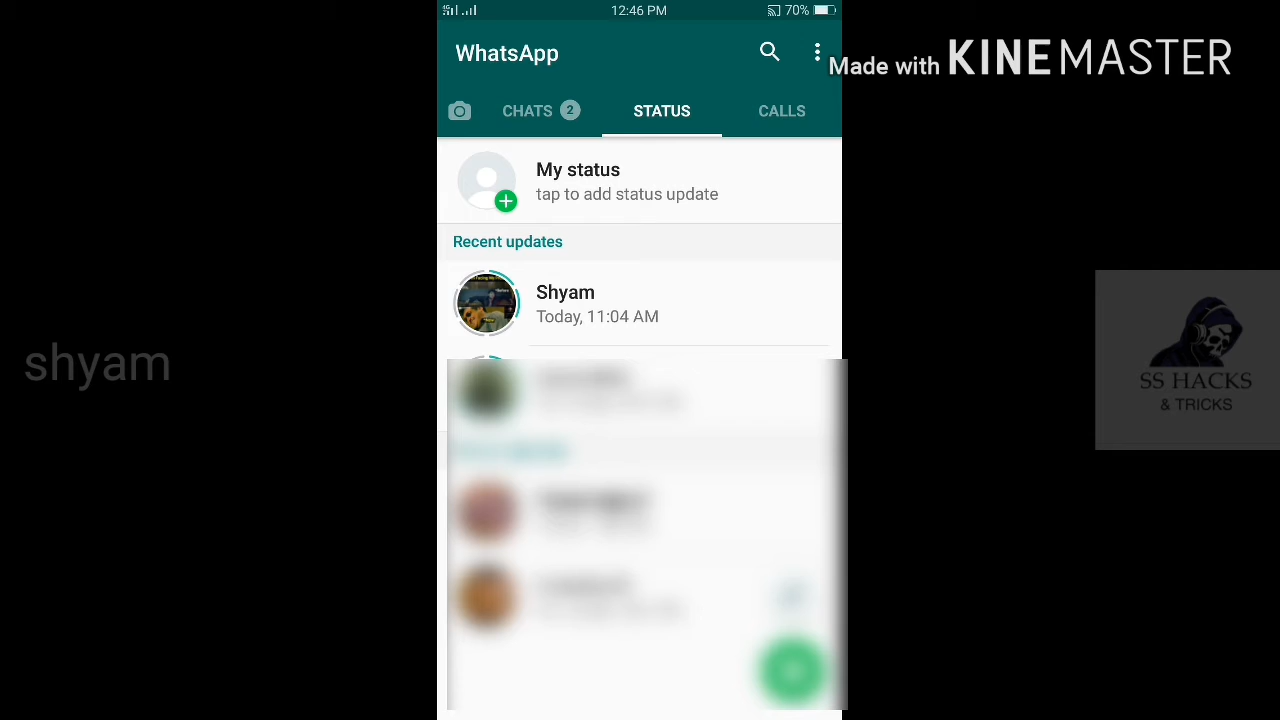 12:46 PM
70%
WhatsApp
Made with KINEMASTER
CHATS 2
STATUS
CALLS
My status
tap to add status update
Recent updates
Shyam
Today, 11:04 AM
shyam
SS HACKS
& TRICKS